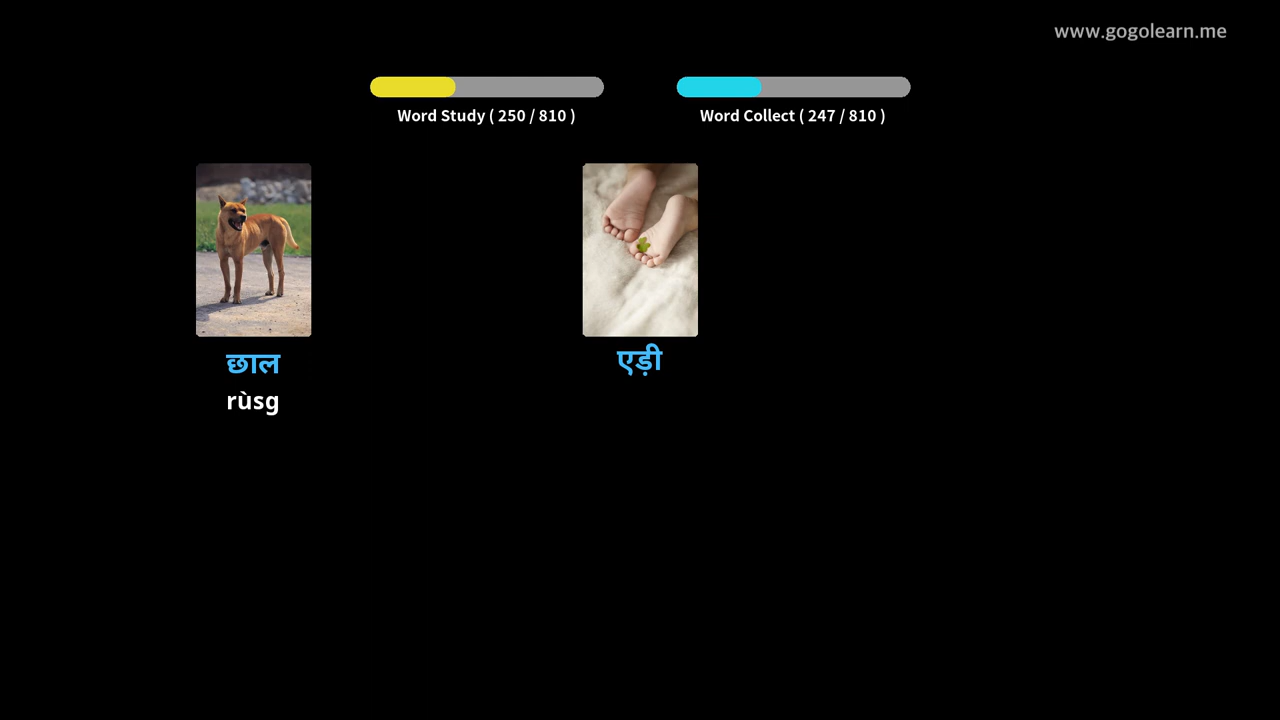 www.gogolearn.me
Word Study ( 250 / 810 )
Word Collect ( 247 / 810 )
छाल
rùsg
एड़ी